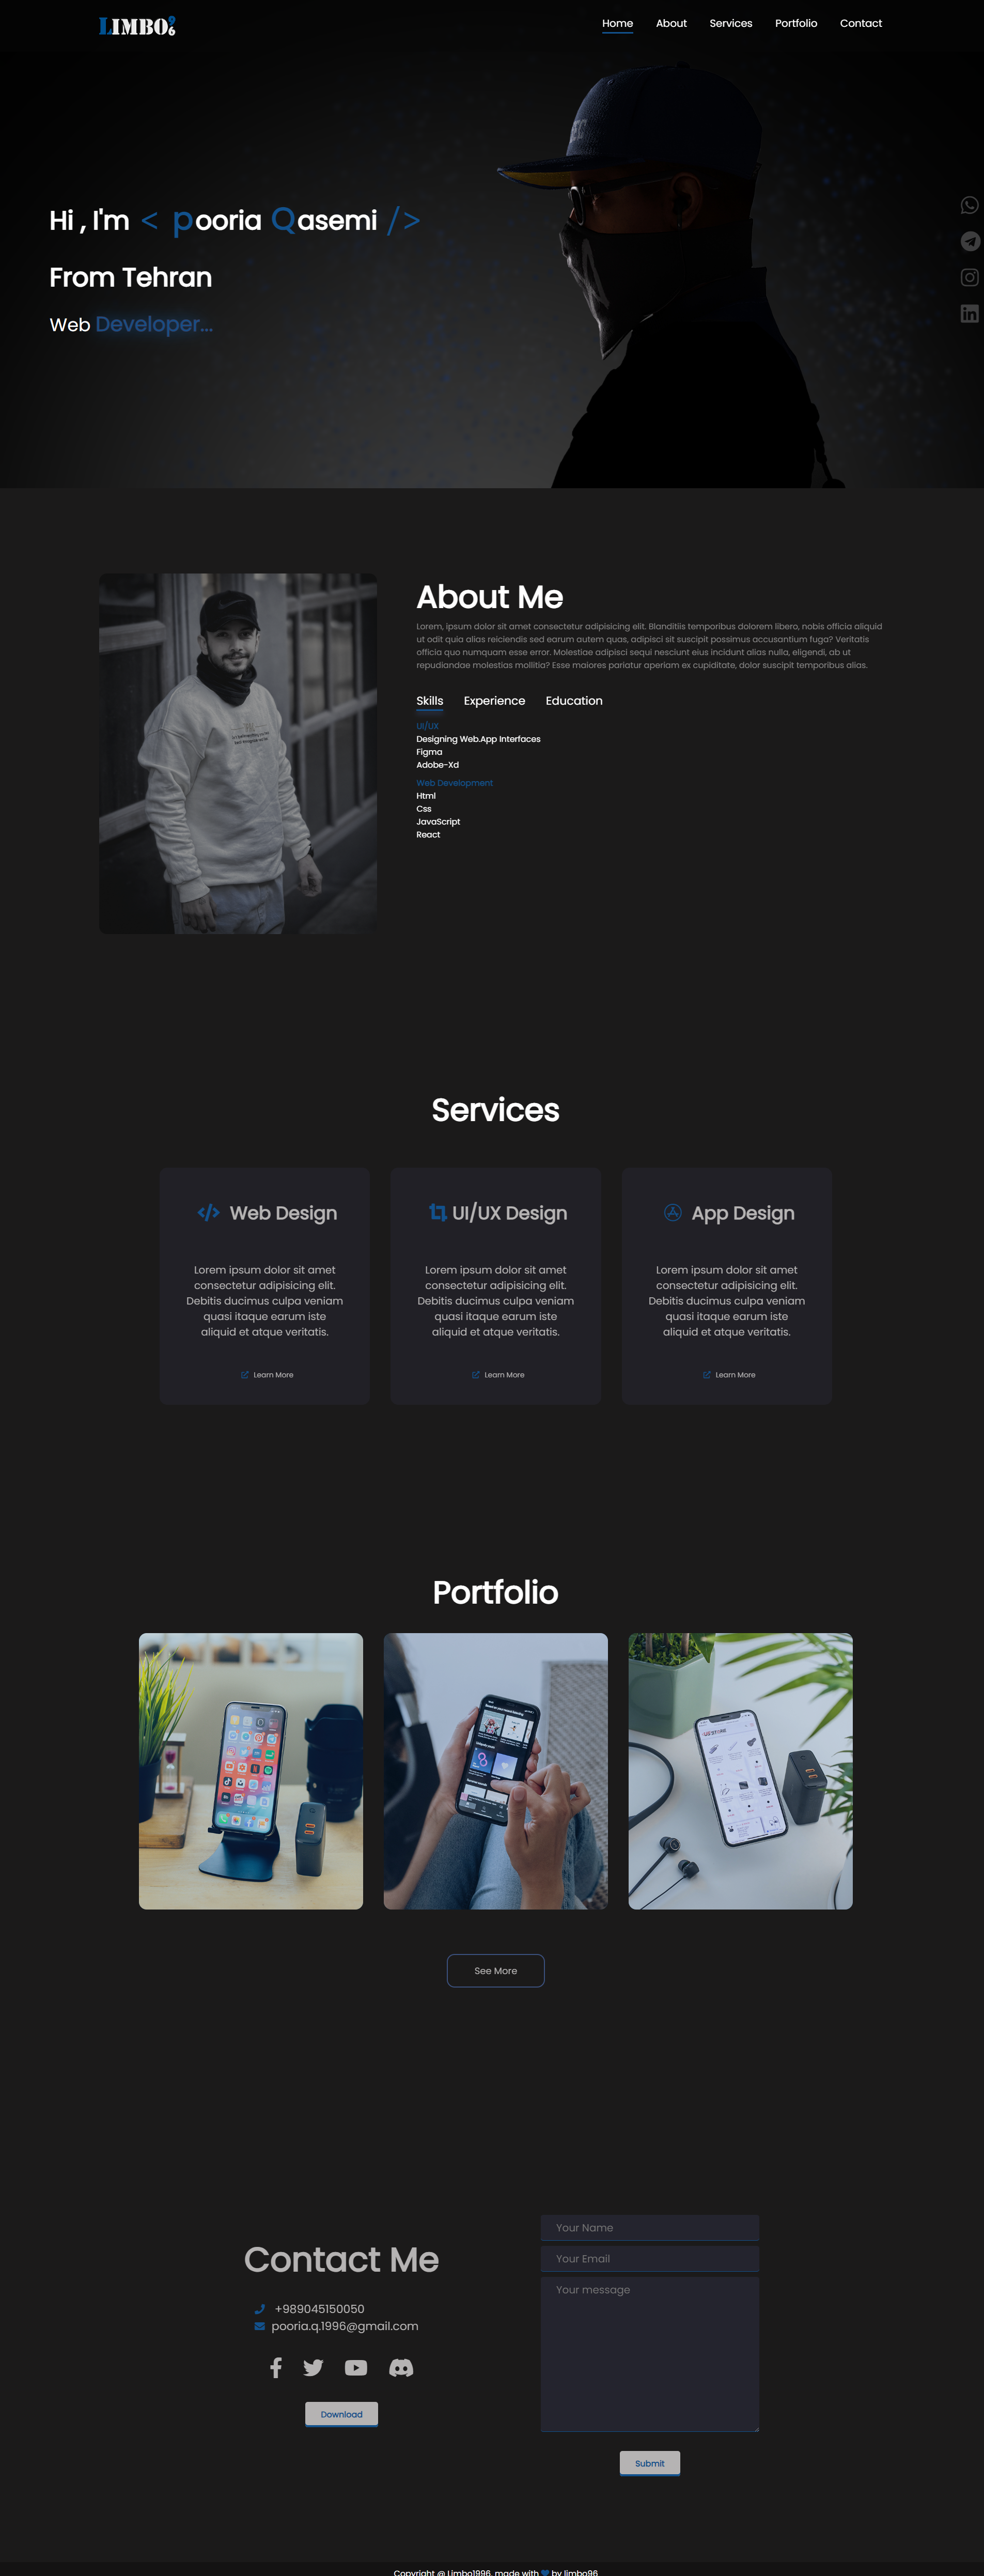 LIMBO96
Home About Services Portfolio Contact
Hi , I'm < pooria Qasemi />
From Tehran
Web Developer...
About Me
Lorem, ipsum dolor sit amet consectetur adipisicing elit. Blanditiis temporibus dolorem libero, nobis officia aliquid
ut odit quia alias reiciendis sed earum autem quas, adipisci sit suscipit possimus accusantium fuga? Veritatis
officia quo numquam esse error. Molestiae adipisci sequi nesciunt eius incidunt alias nulla, eligendi, ab ut
repudiandae molestias mollitia? Esse maiores pariatur aperiam ex cupiditate, dolor suscipit temporibus alias.
Skills Experience Education
UI/UX
Designing Web.App Interfaces
Figma
Adobe-Xd
Web Development
Html
Css
JavaScript
React
Services
Web Design
Lorem ipsum dolor sit amet
consectetur adipisicing elit.
Debitis ducimus culpa veniam
quasi itaque earum iste
aliquid et atque veritatis.
Learn More
UI/UX Design
Lorem ipsum dolor sit amet
consectetur adipisicing elit.
Debitis ducimus culpa veniam
quasi itaque earum iste
aliquid et atque veritatis.
Learn More
App Design
Lorem ipsum dolor sit amet
consectetur adipisicing elit.
Debitis ducimus culpa veniam
quasi itaque earum iste
aliquid et atque veritatis.
Learn More
Portfolio
See More
Contact Me
+989045150050
pooria.q.1996@gmail.com
Download
Your Name
Your Email
Your message
Submit
Copyright @ Limbo1996, made with by limbo96